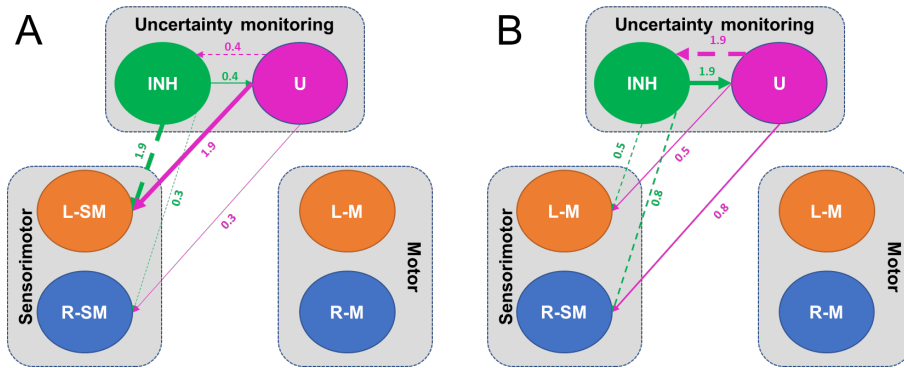 A
Uncertainty monitoring
INH
U
0.4
0.4
1.9
1.9
0.3
0.3
Sensorimotor
L-SM
R-SM
L-M
R-M
Motor
B
Uncertainty monitoring
INH
U
1.9
1.9
0.5
0.5
0.8
0.8
Sensorimotor
L-M
R-SM
L-M
R-M
Motor